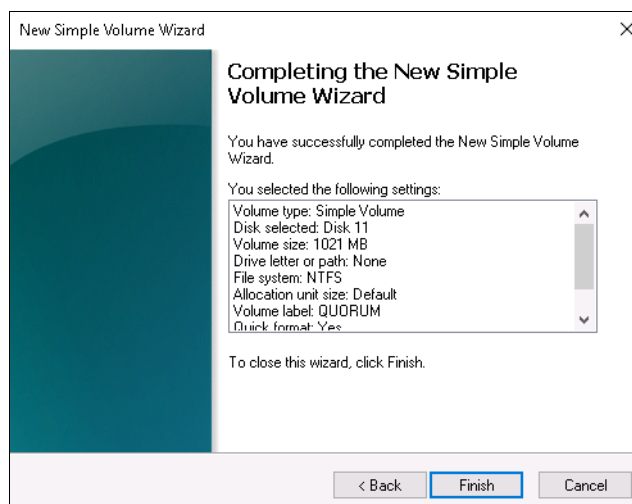 New Simple Volume Wizard
Completing the New Simple
Volume Wizard
You have successfully completed the New Simple Volume
Wizard.
You selected the following settings:
Volume type: Simple Volume
Disk selected: Disk 11
Volume size: 1021 MB
Drive letter or path: None
File system: NTFS
Allocation unit size: Default
Volume label: QUORUM
Quick format: Yes
To close this wizard, click Finish.
< Back
Finish
Cancel